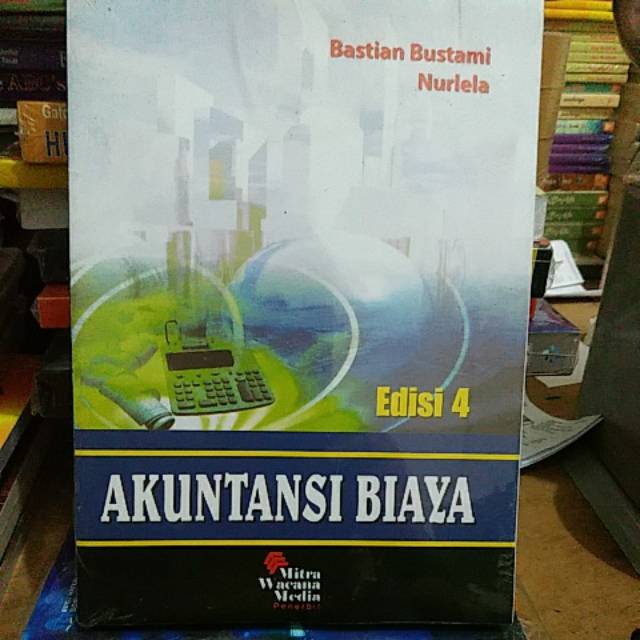 Bastian Bustami
Nurlela
Edisi 4
AKUNTANSI BIAYA
Mitra
Wacana
Media
Penerbit